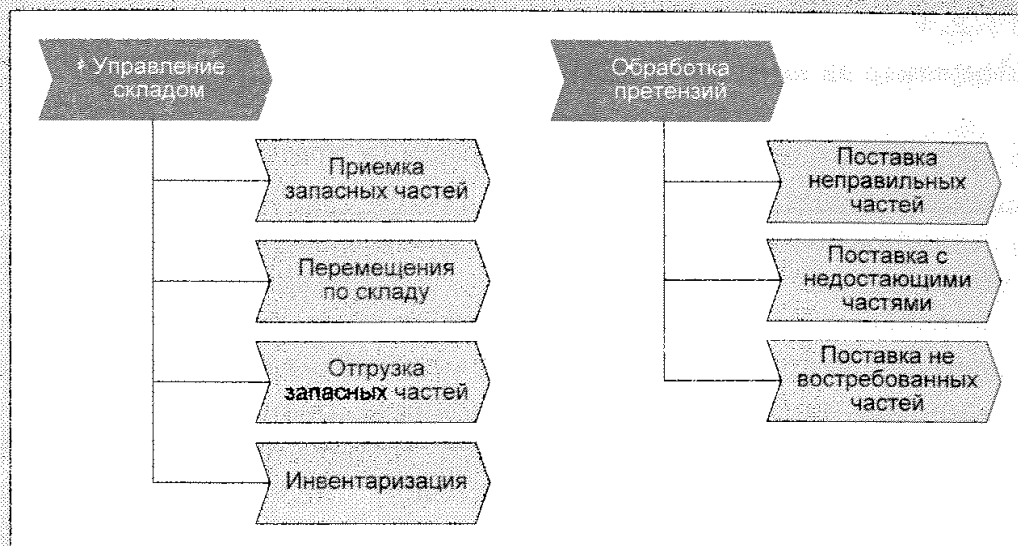 Управление
складом
Приемка
запасных частей
Перемещения
по складу
Отгрузка
запасных частей
Инвентаризация
Обработка
претензий
Поставка
неправильных
частей
Поставка с
недостающими
частями
Поставка не
востребованных
частей